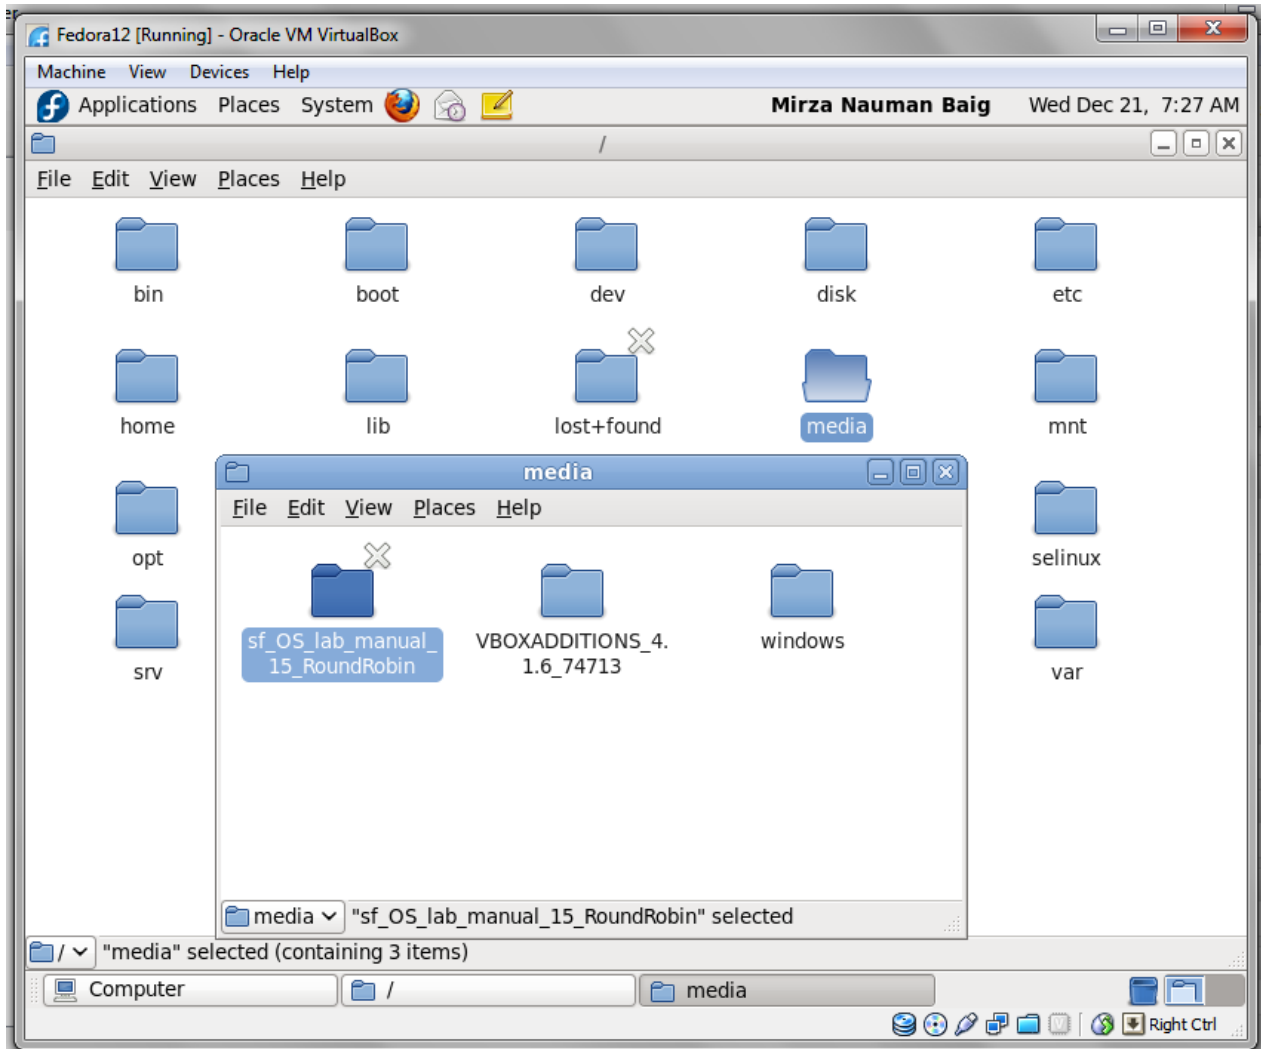 er
Fedora12 [Running] - Oracle VM VirtualBox
Machine View Devices Help
Applications Places System Mirza Nauman Baig Wed Dec 21, 7:27 AM
/
File Edit View Places Help
bin boot dev disk etc
home lib lost+found media mnt
media
File Edit View Places Help
opt selinux
sf_OS_lab_manual_
15_RoundRobin
VBOXADDITIONS_4.
1.6_74713
windows
srv var
media "sf_OS_lab_manual_15_RoundRobin" selected
/ "media" selected (containing 3 items)
Computer / media
Right Ctrl